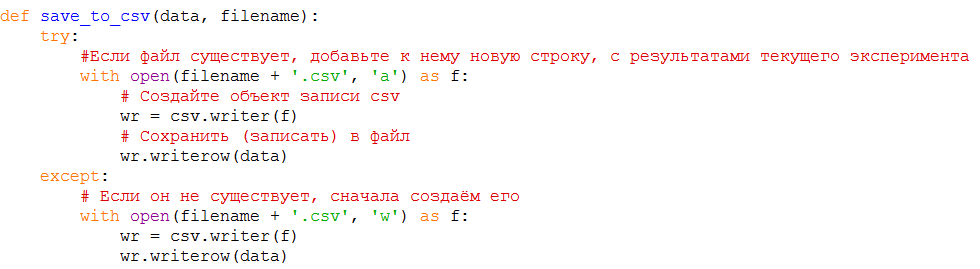 def save_to_csv(data, filename):
    try:
        #Если файл существует, добавьте к нему новую строку, с результатами текущего эксперимента
        with open(filename + '.csv', 'a') as f:
            # Создайте объект записи csv
            wr = csv.writer(f)
            # Сохранить (записать) в файл
            wr.writerow(data)
    except:
        # Если он не существует, сначала создаём его
        with open(filename + '.csv', 'w') as f:
            wr = csv.writer(f)
            wr.writerow(data)